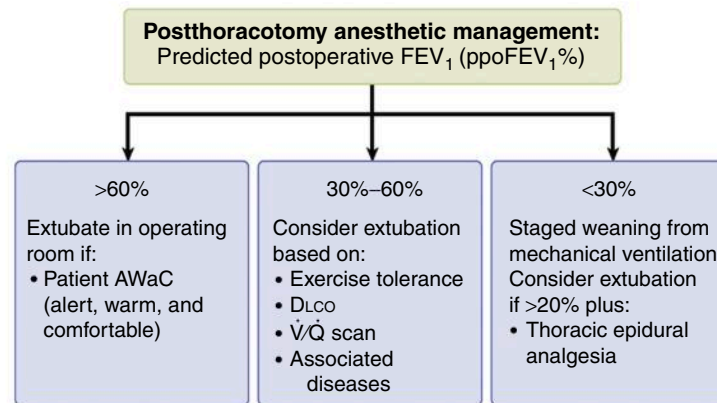 Postthoracotomy anesthetic management:
Predicted postoperative FEV₁ (ppoFEV₁%)
>60%
Extubate in operating
room if:
• Patient AWaC
(alert, warm, and
comfortable)
30%–60%
Consider extubation
based on:
• Exercise tolerance
• DLCO
• V̇/Q̇ scan
• Associated
diseases
<30%
Staged weaning from
mechanical ventilation
Consider extubation
if >20% plus:
• Thoracic epidural
analgesia